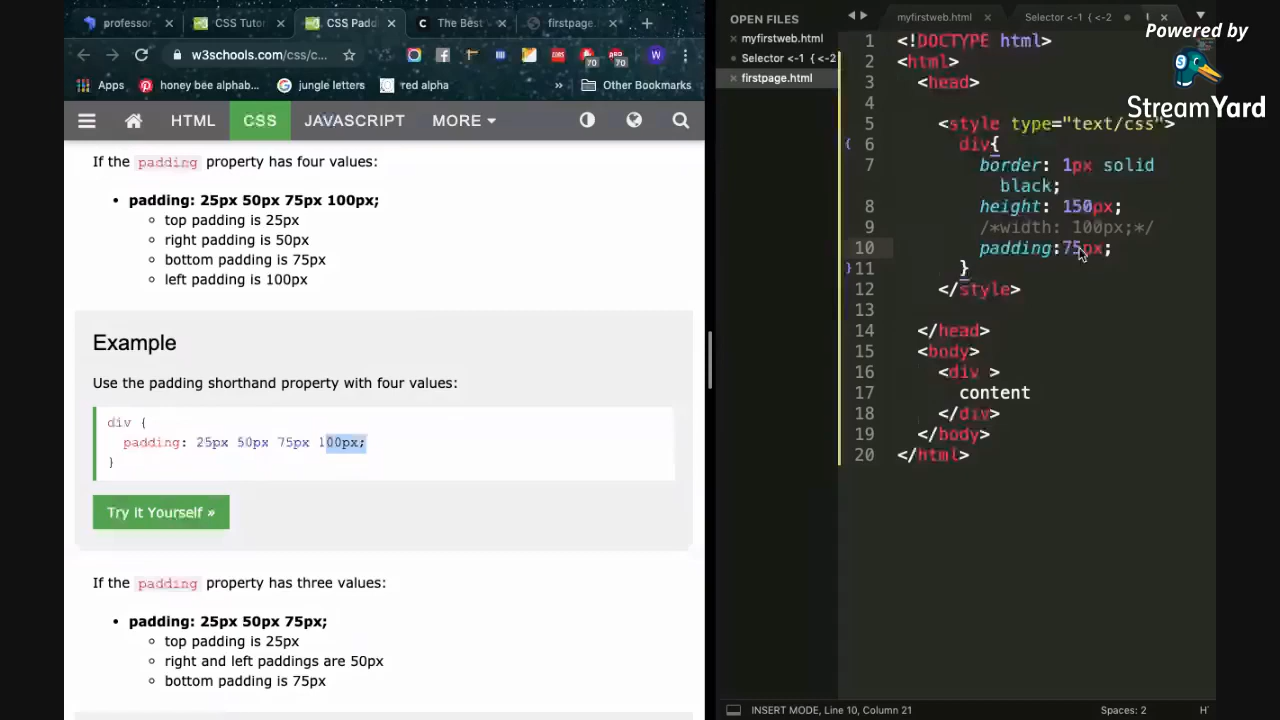 professor
CSS Tutor
CSS Padd
The Best
firstpage.
w3schools.com/css/c...
70
70
W
Apps
honey bee alphab...
jungle letters
red alpha
»
Other Bookmarks
HTML
CSS
JAVASCRIPT
MORE
If the padding property has four values:
padding: 25px 50px 75px 100px;
top padding is 25px
right padding is 50px
bottom padding is 75px
left padding is 100px
Example
Use the padding shorthand property with four values:
div {
padding: 25px 50px 75px 100px;
}
Try it Yourself »
If the padding property has three values:
padding: 25px 50px 75px;
top padding is 25px
right and left paddings are 50px
bottom padding is 75px
OPEN FILES
myfirstweb.html
Selector <-1 { <-2
firstpage.html
myfirstweb.html
Selector <-1 { <-2
1 <!DOCTYPE html>
2 <html>
3 <head>
4
5 <style type="text/css">
6 div{
7 border: 1px solid
black;
8 height: 150px;
9 /*width: 100px;*/
10 padding:75px;
11 }
12 </style>
13
14 </head>
15 <body>
16 <div >
17 content
18 </div>
19 </body>
20 </html>
INSERT MODE, Line 10, Column 21
Spaces: 2
Powered by
StreamYard